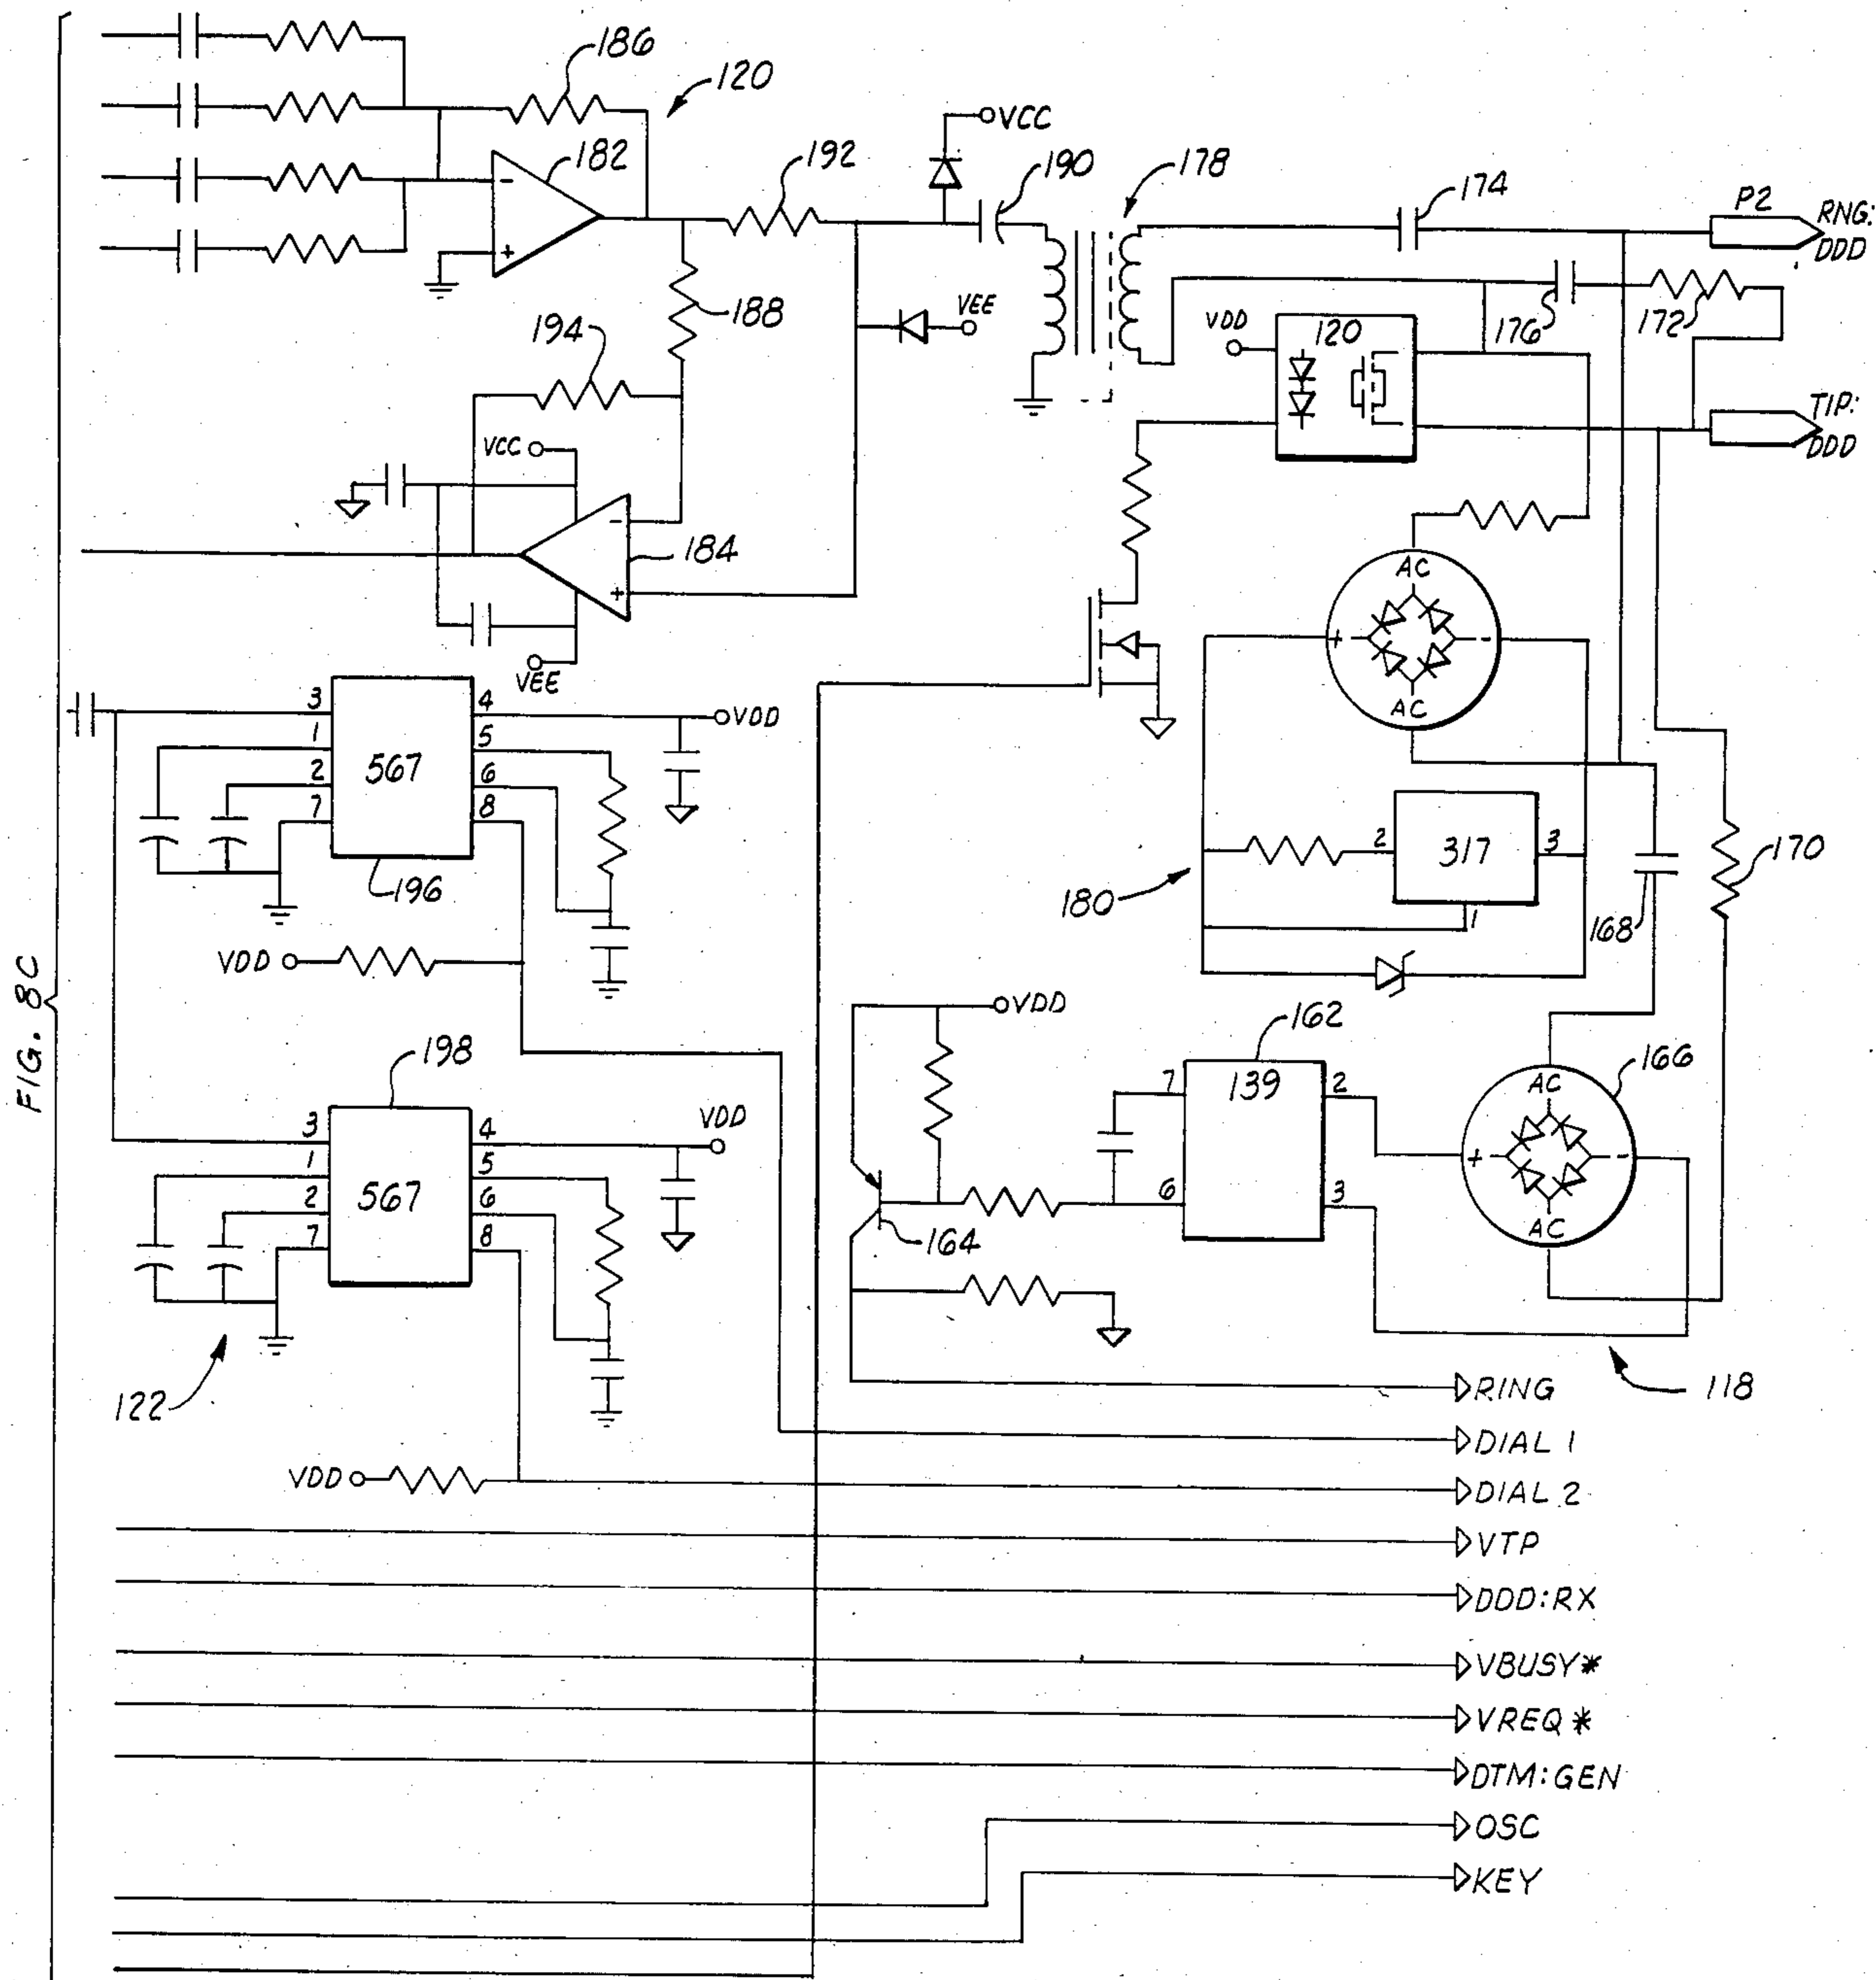 186
120
182
192
VCC
190
178
174
P2
RNG:
DDD
188
VEE
194
VDD
120
176
172
TIP:
DDD
VCC
-
+
-
+
184
VEE
AC
+
-
AC
3
1
2
7
567
4
5
6
8
VDD
196
VDD
180
2
317
3
1
168
170
FIG. 8C
VDD
198
3
1
2
7
567
4
5
6
8
VDD
162
7
139
2
6
3
166
AC
+
-
AC
164
122
VDD
118
RING
DIAL 1
DIAL 2
VTP
DDD:RX
VBUSY*
VREQ*
DTM:GEN
OSC
KEY